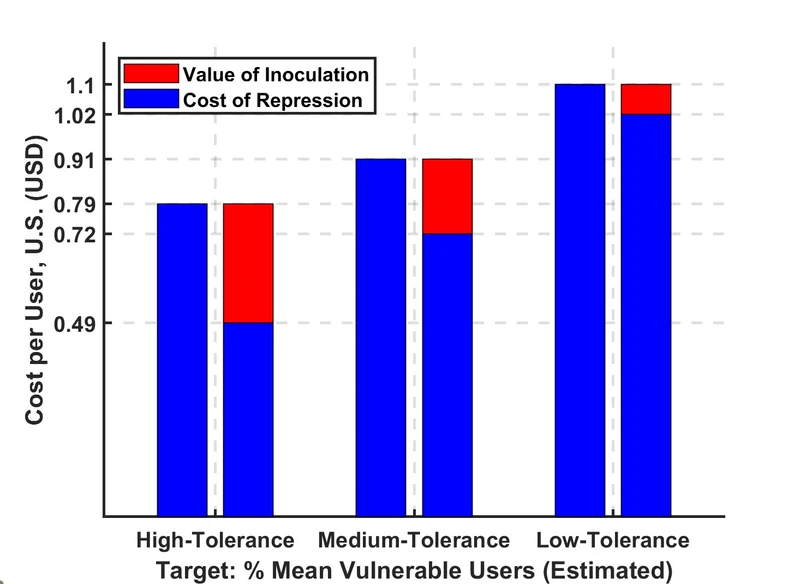 Value of Inoculation
Cost of Repression
1.1
1.02
0.91
0.79
0.72
0.49
Cost per User, U.S. (USD)
High-Tolerance Medium-Tolerance Low-Tolerance
Target: % Mean Vulnerable Users (Estimated)